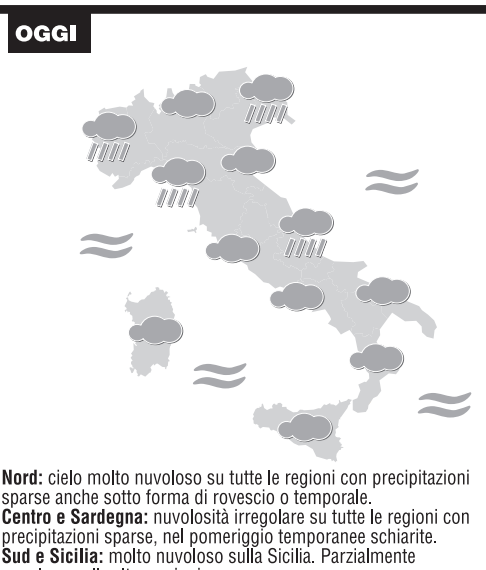 OGGI
Nord: cielo molto nuvoloso su tutte le regioni con precipitazioni
sparse anche sotto forma di rovescio o temporale.
Centro e Sardegna: nuvolosità irregolare su tutte le regioni con
precipitazioni sparse, nel pomeriggio temporanee schiarite.
Sud e Sicilia: molto nuvoloso sulla Sicilia. Parzialmente